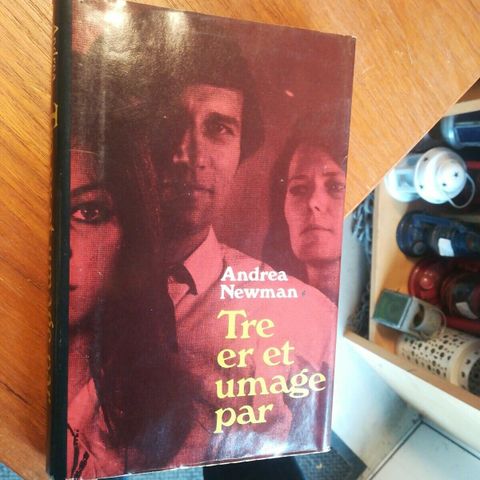 Andrea
Newman
Tre
er et
umage
par